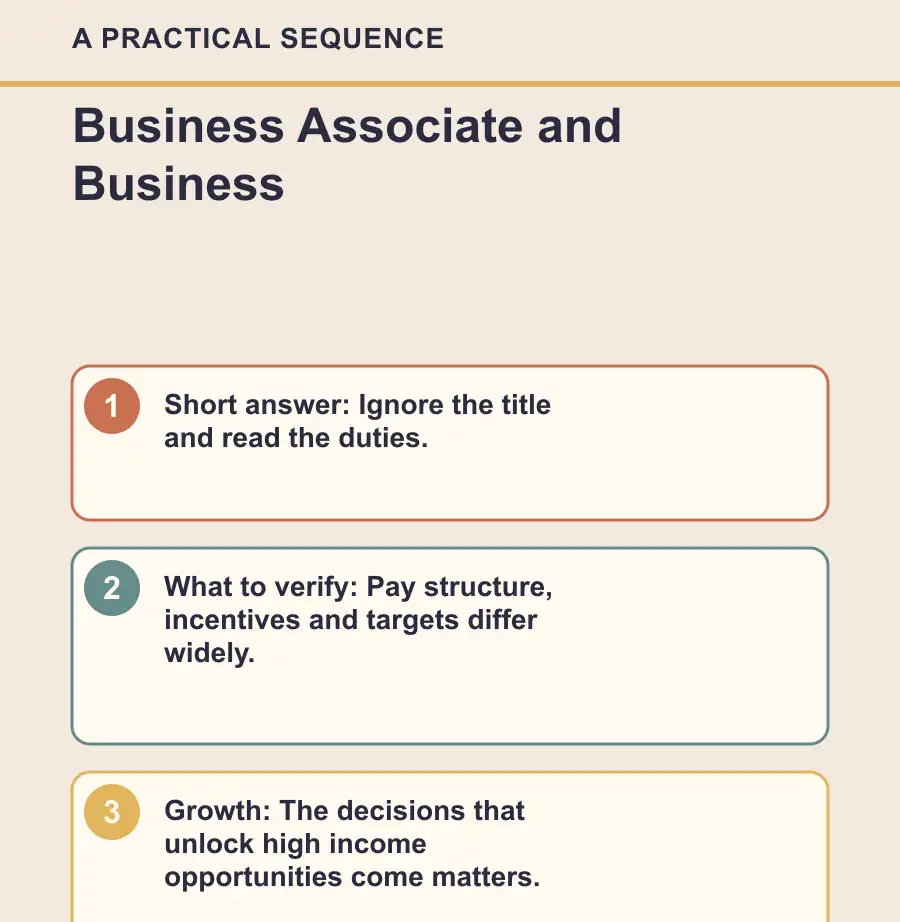 A PRACTICAL SEQUENCE
Business Associate and
Business
1
Short answer: Ignore the title
and read the duties.
2
What to verify: Pay structure,
incentives and targets differ
widely.
3
Growth: The decisions that
unlock high income
opportunities come matters.